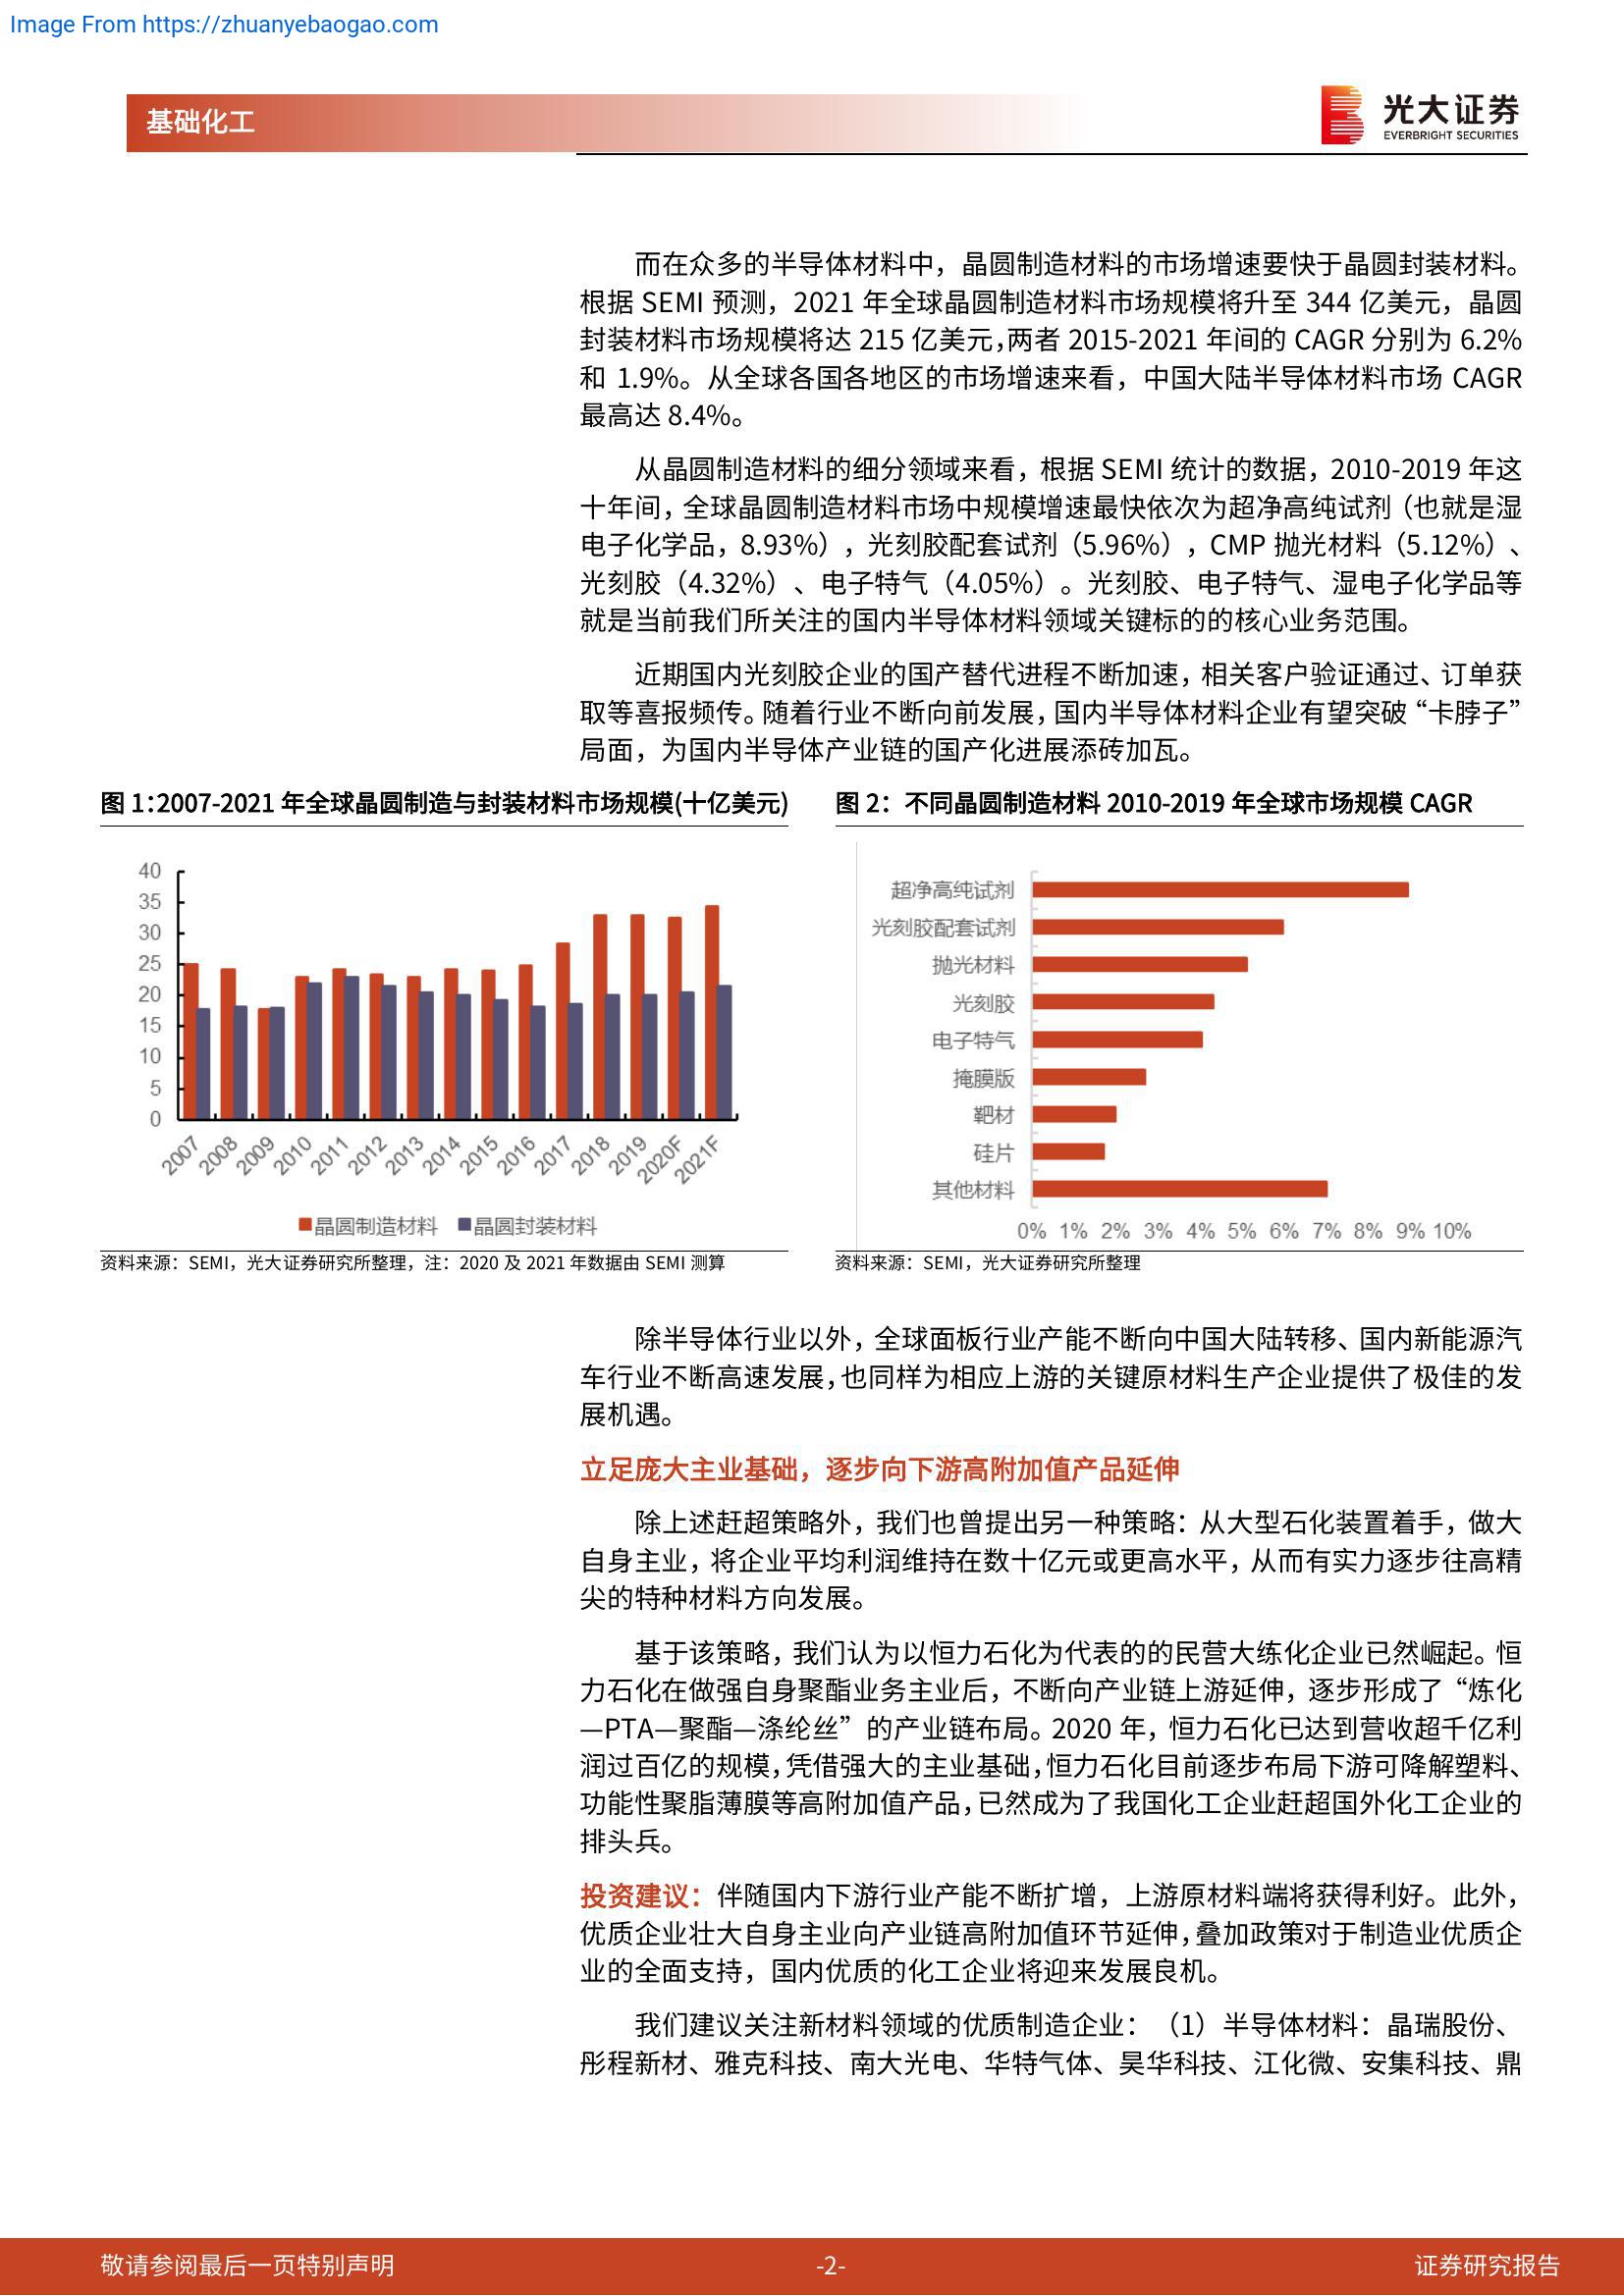 Image From https://zhuanyebaogao.com
基础化工
光大证券
EVERBRIGHT SECURITIES
而在众多的半导体材料中，晶圆制造材料的市场增速要快于晶圆封装材料。
根据 SEMI 预测，2021 年全球晶圆制造材料市场规模将升至 344 亿美元，晶圆
封装材料市场规模将达 215 亿美元，两者 2015-2021 年间的 CAGR 分别为 6.2%
和 1.9%。从全球各国各地区的市场增速来看，中国大陆半导体材料市场 CAGR
最高达 8.4%。
从晶圆制造材料的细分领域来看，根据 SEMI 统计的数据，2010-2019 年这
十年间，全球晶圆制造材料市场中规模增速最快依次为超净高纯试剂（也就是湿
电子化学品，8.93%），光刻胶配套试剂（5.96%），CMP 抛光材料（5.12%）、
光刻胶（4.32%）、电子特气（4.05%）。光刻胶、电子特气、湿电子化学品等
就是当前我们所关注的国内半导体材料领域关键标的的核心业务范围。
近期国内光刻胶企业的国产替代进程不断加速，相关客户验证通过、订单获
取等喜报频传。随着行业不断向前发展，国内半导体材料企业有望突破“卡脖子”
局面，为国内半导体产业链的国产化进展添砖加瓦。
图 1:2007-2021 年全球晶圆制造与封装材料市场规模(十亿美元)
40
35
30
25
20
15
10
5
0
2007 2008 2009 2010 2011 2012 2013 2014 2015 2016 2017 2018 2019 2020F 2021F
晶圆制造材料 晶圆封装材料
资料来源：SEMI，光大证券研究所整理，注：2020 及 2021 年数据由 SEMI 测算
图 2：不同晶圆制造材料 2010-2019 年全球市场规模 CAGR
超净高纯试剂
光刻胶配套试剂
抛光材料
光刻胶
电子特气
掩膜版
靶材
硅片
其他材料
0% 1% 2% 3% 4% 5% 6% 7% 8% 9% 10%
资料来源：SEMI，光大证券研究所整理
除半导体行业以外，全球面板行业产能不断向中国大陆转移、国内新能源汽
车行业不断高速发展，也同样为相应上游的关键原材料生产企业提供了极佳的发
展机遇。
立足庞大主业基础，逐步向下游高附加值产品延伸
除上述赶超策略外，我们也曾提出另一种策略：从大型石化装置着手，做大
自身主业，将企业平均利润维持在数十亿元或更高水平，从而有实力逐步往高精
尖的特种材料方向发展。
基于该策略，我们认为以恒力石化为代表的的民营大练化企业已然崛起。恒
力石化在做强自身聚酯业务主业后，不断向产业链上游延伸，逐步形成了“炼化
—PTA—聚酯—涤纶丝”的产业链布局。2020 年，恒力石化已达到营收超千亿利
润过百亿的规模，凭借强大的主业基础，恒力石化目前逐步布局下游可降解塑料、
功能性聚脂薄膜等高附加值产品，已然成为了我国化工企业赶超国外化工企业的
排头兵。
投资建议：伴随国内下游行业产能不断扩增，上游原材料端将获得利好。此外，
优质企业壮大自身主业向产业链高附加值环节延伸，叠加政策对于制造业优质企
业的全面支持，国内优质的化工企业将迎来发展良机。
我们建议关注新材料领域的优质制造企业：（1）半导体材料：晶瑞股份、
彤程新材、雅克科技、南大光电、华特气体、昊华科技、江化微、安集科技、鼎
敬请参阅最后一页特别声明
-2-
证券研究报告